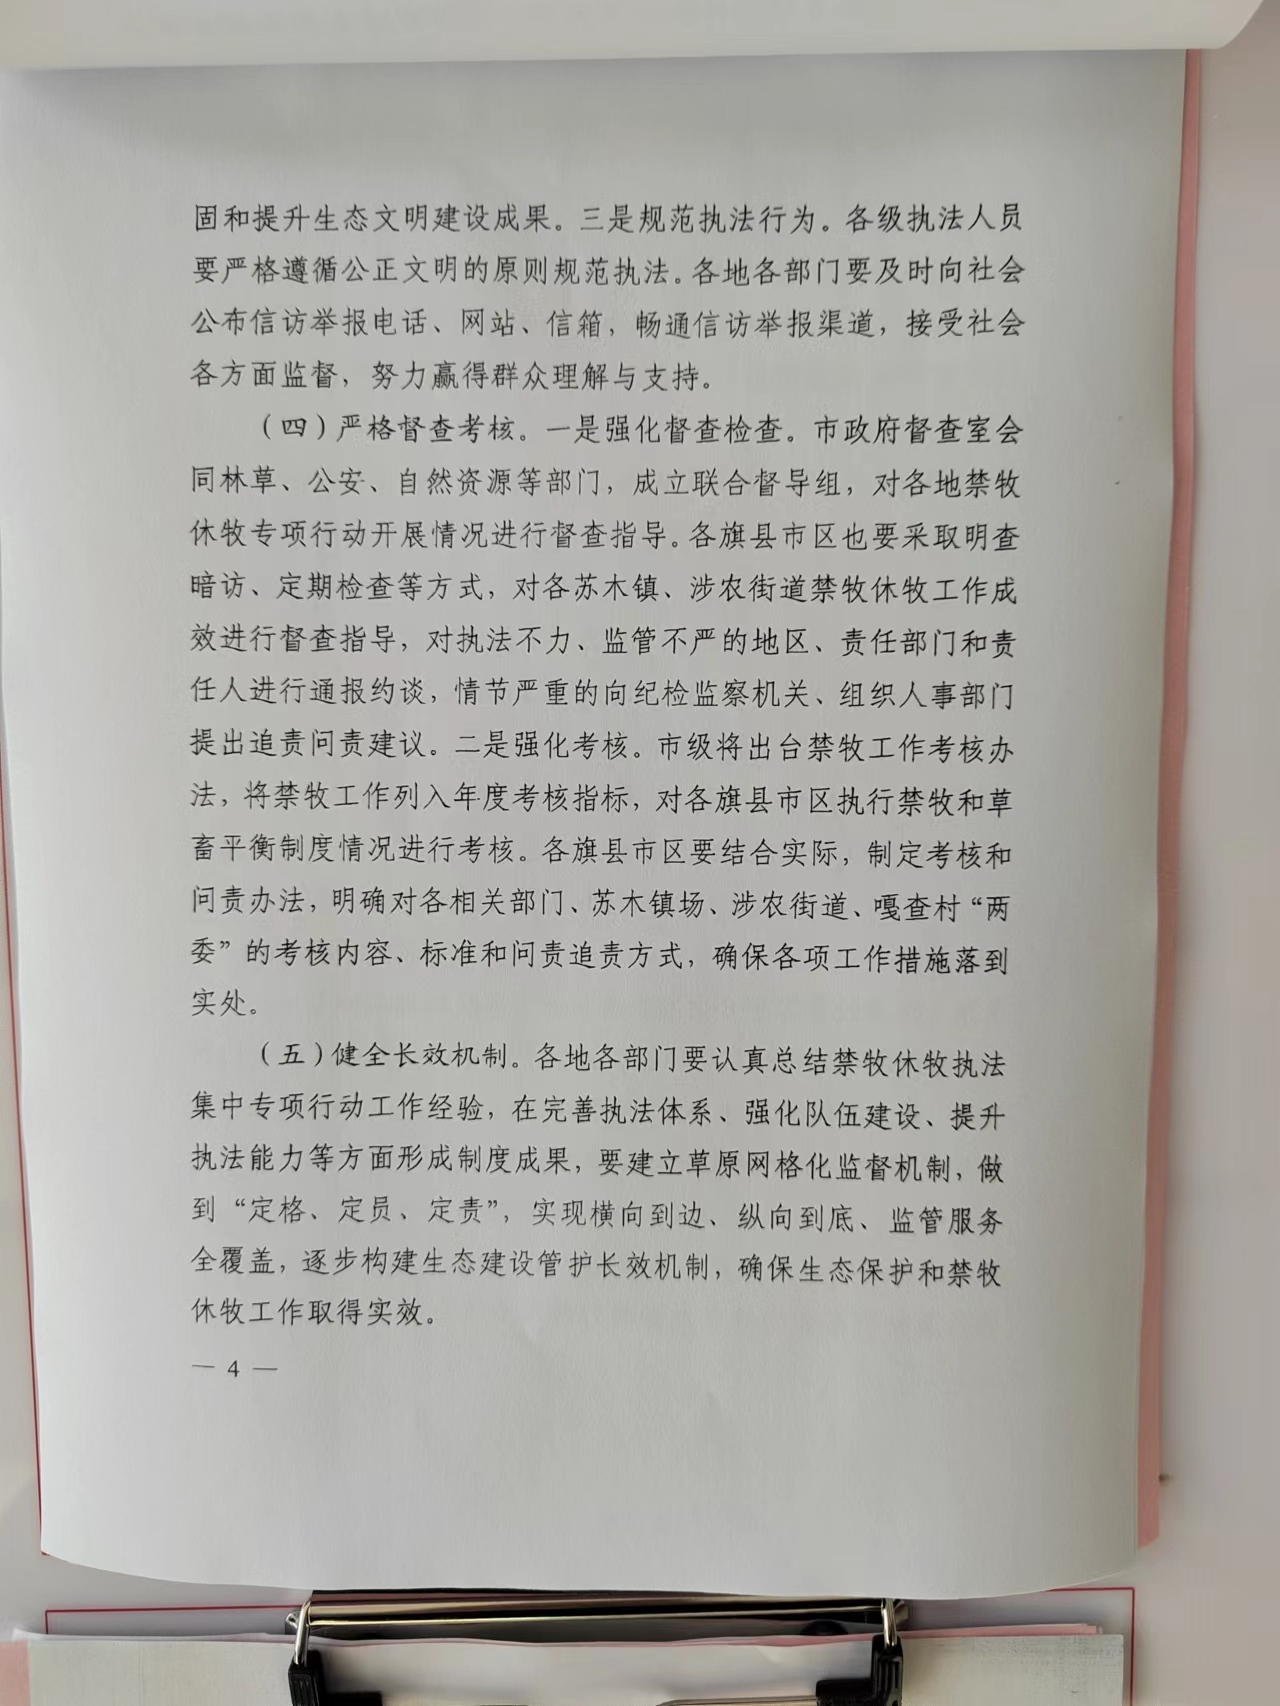 固和提升生态文明建设成果。三是规范执法行为。各级执法人员
要严格遵循公正文明的原则规范执法。各地各部门要及时向社会
公布信访举报电话、网站、信箱，畅通信访举报渠道，接受社会
各方面监督，努力赢得群众理解与支持。
（四）严格督查考核。一是强化督查检查。市政府督查室会
同林草、公安、自然资源等部门，成立联合督导组，对各地禁牧
休牧专项行动开展情况进行督查指导。各旗县市区也要采取明查
暗访、定期检查等方式，对各苏木镇、涉农街道禁牧休牧工作成
效进行督查指导，对执法不力、监管不严的地区、责任部门和责
任人进行通报约谈，情节严重的向纪检监察机关、组织人事部门
提出追责问责建议。二是强化考核。市级将出台禁牧工作考核办
法，将禁牧工作列入年度考核指标，对各旗县市区执行禁牧和草
畜平衡制度情况进行考核。各旗县市区要结合实际，制定考核和
问责办法，明确对各相关部门、苏木镇场、涉农街道、嘎查村“两
委”的考核内容、标准和问责追责方式，确保各项工作措施落到
实处。
（五）健全长效机制。各地各部门要认真总结禁牧休牧执法
集中专项行动工作经验，在完善执法体系、强化队伍建设、提升
执法能力等方面形成制度成果，要建立草原网格化监督机制，做
到“定格、定员、定责”，实现横向到边、纵向到底、监管服务
全覆盖，逐步构建生态建设管护长效机制，确保生态保护和禁牧
休牧工作取得实效。
— 4 —